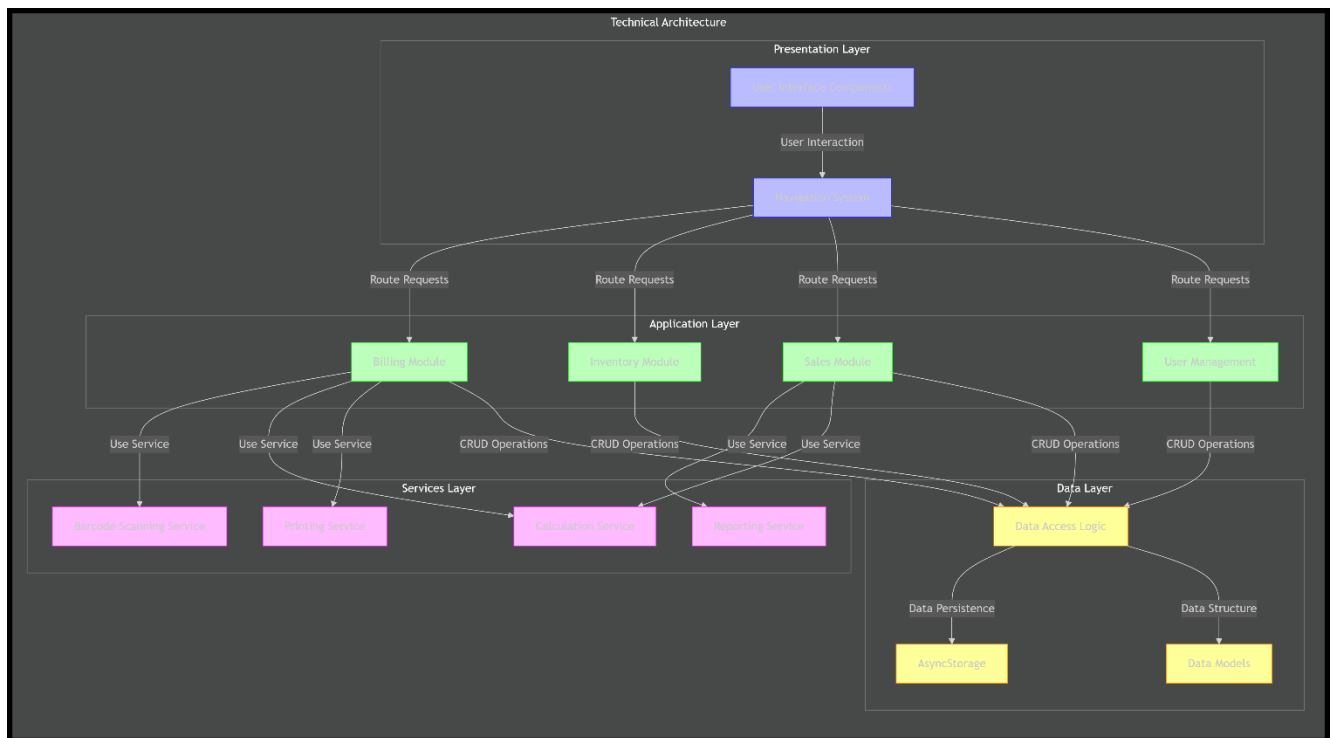 Technical Architecture
Presentation Layer
User Interface Components
User Interaction
Navigation System
Route Requests
Route Requests
Route Requests
Route Requests
Application Layer
Billing Module
Inventory Module
Sales Module
User Management
Use Service
Use Service
Use Service
CRUD Operations
CRUD Operations
Use Service
Use Service
CRUD Operations
CRUD Operations
Services Layer
Data Layer
Barcode Scanning Service
Printing Service
Calculation Service
Reporting Service
Data Access Logic
Data Persistence
Data Structure
AsyncStorage
Data Models